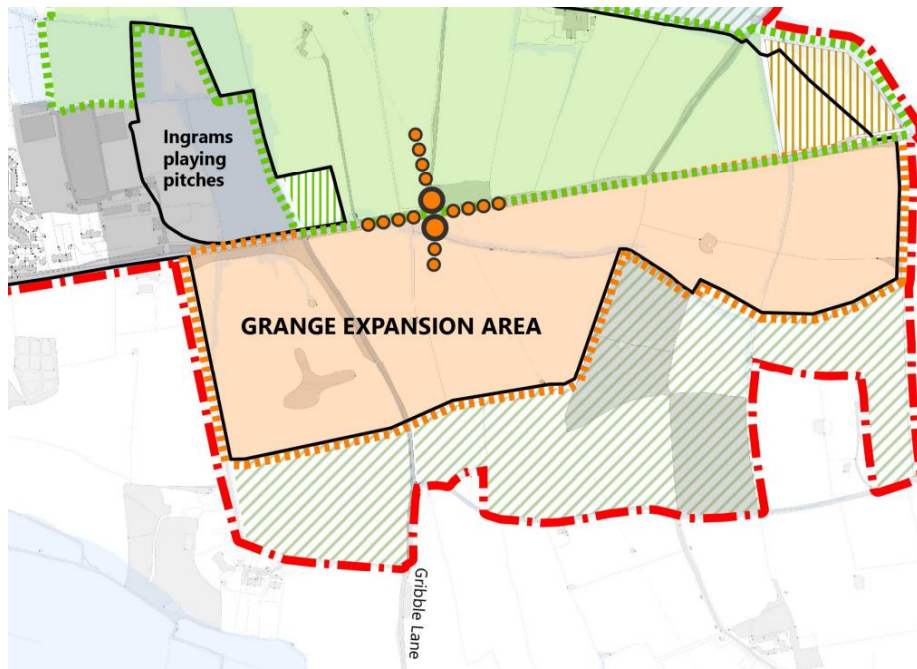 Ingrams
playing
pitches
GRANGE EXPANSION AREA
Gribble Lane